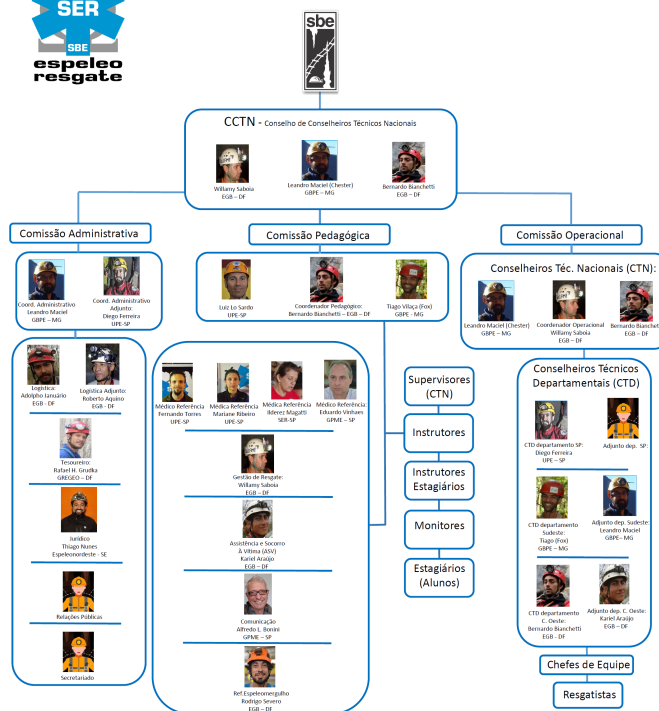 SER
SBE
espeleo
resgate
sbe
CCTN - Conselho de Conselheiros Técnicos Nacionais
Willamy Saboia
EGB – DF
Leandro Maciel (Chester)
GBPE – MG
Bernardo Bianchetti
EGB – DF
Comissão Administrativa
Comissão Pedagógica
Comissão Operacional
Coord. Administrativo
Leandro Maciel
GBPE – MG
Coord. Administrativo
Adjunto:
Diego Ferreira
UPE-SP
Luiz Lo Sardo
UPE-SP
Coordenador Pedagógico:
Bernardo Bianchetti – EGB – DF
Tiago Vilaça (Fox)
GBPE - MG
Conselheiros Téc. Nacionais (CTN):
Leandro Maciel (Chester)
GBPE – MG
Coordenador Operacional
Willamy Saboia
EGB – DF
Bernardo Bianchet
EGB – DF
Logística:
Adolpho Januário
EGB - DF
Logística Adjunto:
Roberto Aquino
EGB - DF
Tesoureiro:
Rafael H. Grudka
GREGEO – DF
Jurídico
Thiago Nunes
Espeleonordeste - SE
Relações Públicas
Secretariado
Médico Referência
Fernando Torres
UPE-SP
Médica Referência
Mariane Ribeiro
UPE-SP
Médica Referência
Ilderez Magatti
SER-SP
Médico Referência:
Eduardo Vinhaes
GPME – SP
Gestão de Resgate:
Willamy Saboia
EGB – DF
Assistência e Socorro
À Vítima (ASV)
Kariel Araújo
EGB – DF
Comunicação
Alfredo L. Bonini
GPME – SP
Ref.Espeleomergulho
Rodrigo Severo
EGB – DF
Supervisores
(CTN)
Instrutores
Instrutores
Estagiários
Monitores
Estagiários
(Alunos)
Conselheiros Técnicos
Departamentais (CTD)
CTD departamento SP:
Diego Ferreira
UPE – SP
Adjunto dep. SP:
CTD departamento
Sudeste:
Tiago (Fox)
GBPE – MG
Adjunto dep. Sudeste:
Leandro Maciel
GBPE– MG
CTD departamento
C. Oeste:
Bernardo Bianchetti
EGB - DF
Adjunto dep. C. Oeste:
Kariel Araújo
EGB – DF
Chefes de Equipe
Resgatistas